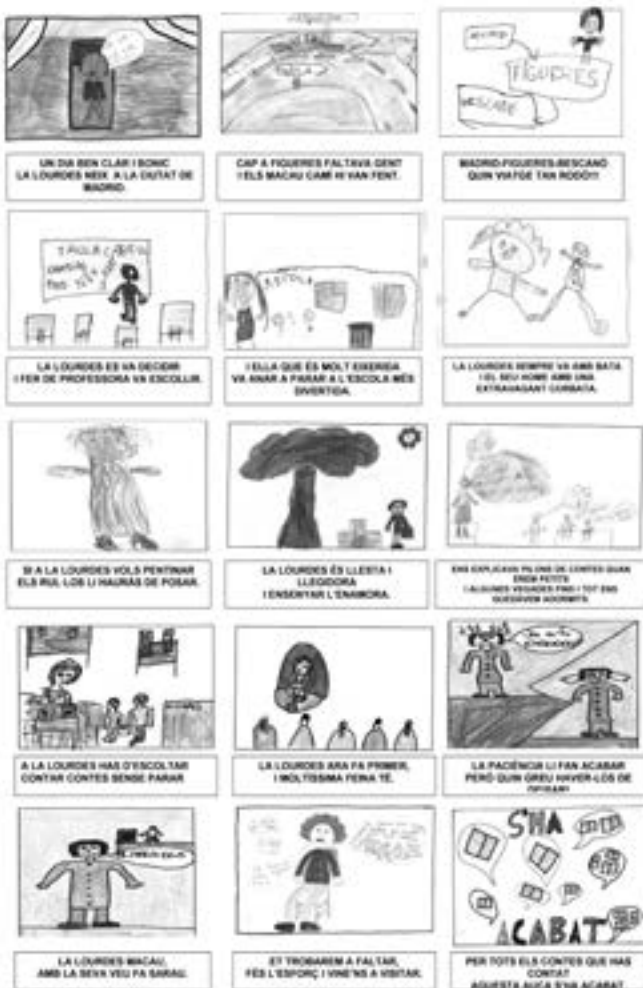 UN DIA BEN CLAR I BONIC
LA LOURDES NEIX A LA CIUTAT DE
MADRID.
CAP A FIGUERES FALTAVA GENT
I ELS MACAU CAMÍ HI VAN FENT.
MADRID
FIGUERES
MADRID-FIGUERES-BESCANÓ
QUIN VIATGE TAN RODÓ!!!
LA LOURDES ES VA DECIDIR
I FER DE PROFESSORA VA ESCOLLIR.
I ELLA QUE ÉS MOLT EIXERIDA
VA ANAR A PARAR A L'ESCOLA MÉS
DIVERTIDA.
LA LOURDES SEMPRE VA AMB BATA
I EL SEU HOME AMB UNA
EXTRAVAGANT CORBATA.
SI A LA LOURDES VOLS PENTINAR
ELS RUL·LOS LI HAURÀS DE POSAR.
LA LOURDES ÉS LLESTA I
LLEGIDORA
I ENSENYAR L'ENAMORA.
ENS EXPLICAVA PILONS DE CONTES QUAN
EREM PETITS
I ALGUNES VEGADES FINS I TOT ENS
QUEDÀVEM ADORMITS
A LA LOURDES HAS D'ESCOLTAR
CONTAR CONTES SENSE PARAR
LA LOURDES ARA FA PRIMER,
I MOLTÍSSIMA FEINA TÉ.
LA PACIÈNCIA LI FAN ACABAR
PERÒ QUIN GREU HAVER-LOS DE
LA LOURDES MACAU,
AMB LA SEVA VEU FA SARAU.
ET TROBAREM A FALTAR,
FES L'ESFORÇ I VINE'NS A VISITAR.
S'HA
ACABAT
PER TOTS ELS CONTES QUE HAS
CONTAT
AQUESTA AUCA S'HA ACABAT